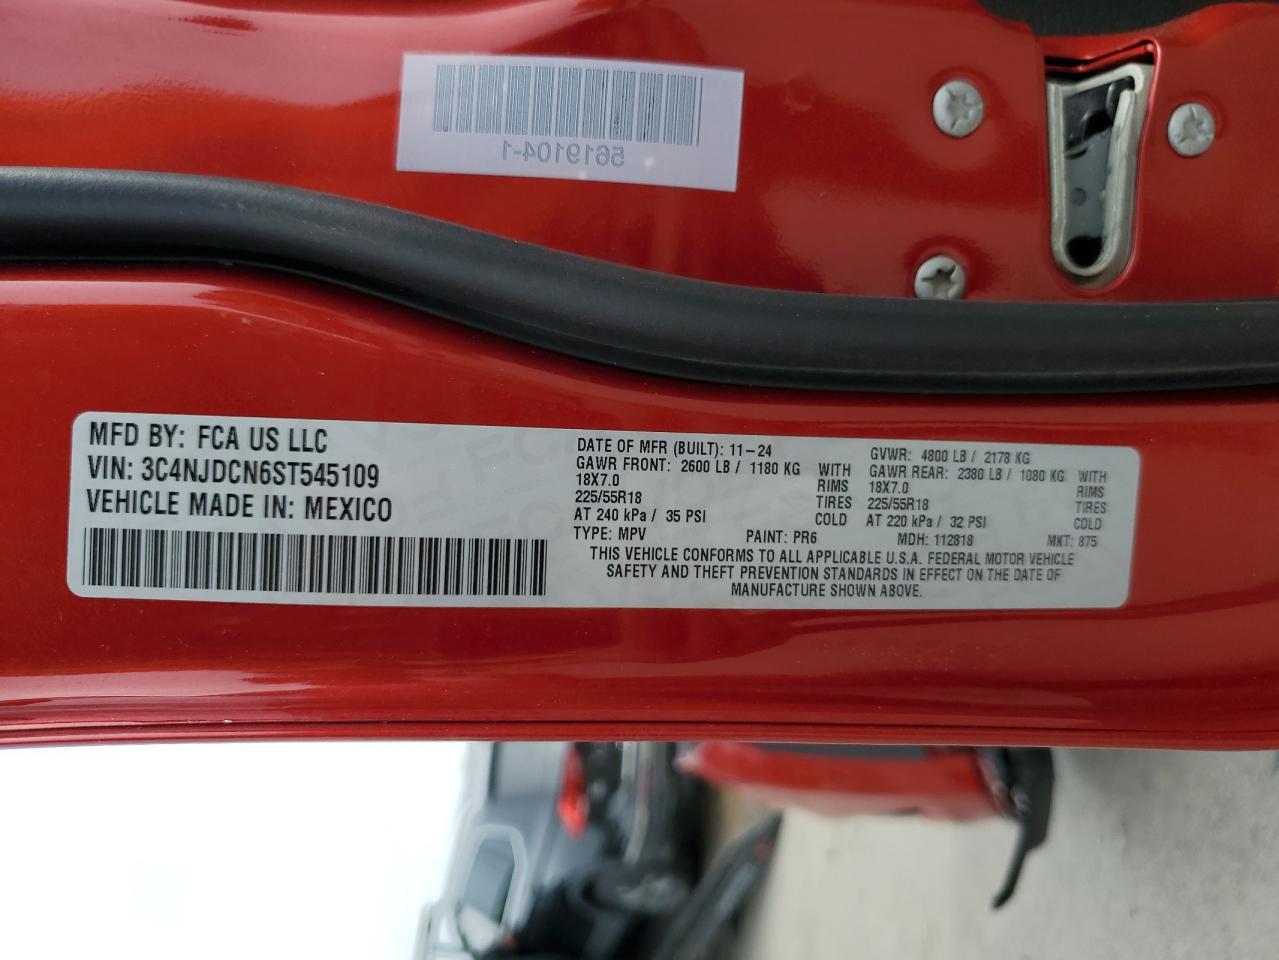 5619104-1
MFD BY: FCA US LLC
VIN: 3C4NJDCN6ST545109
VEHICLE MADE IN: MEXICO
DATE OF MFR (BUILT): 11-24
GAWR FRONT: 2600 LB / 1180 KG WITH
18X7.0 RIMS
225/55R18 TIRES
AT 240 kPa / 35 PSI COLD
TYPE: MPV PAINT: PR6
GVWR: 4800 LB / 2178 KG
GAWR REAR: 2380 LB / 1080 KG WITH
18X7.0 RIMS
225/55R18 TIRES
AT 220 kPa / 32 PSI COLD
MDH: 112818 MKT: 875
THIS VEHICLE CONFORMS TO ALL APPLICABLE U.S.A. FEDERAL MOTOR VEHICLE
SAFETY AND THEFT PREVENTION STANDARDS IN EFFECT ON THE DATE OF
MANUFACTURE SHOWN ABOVE.